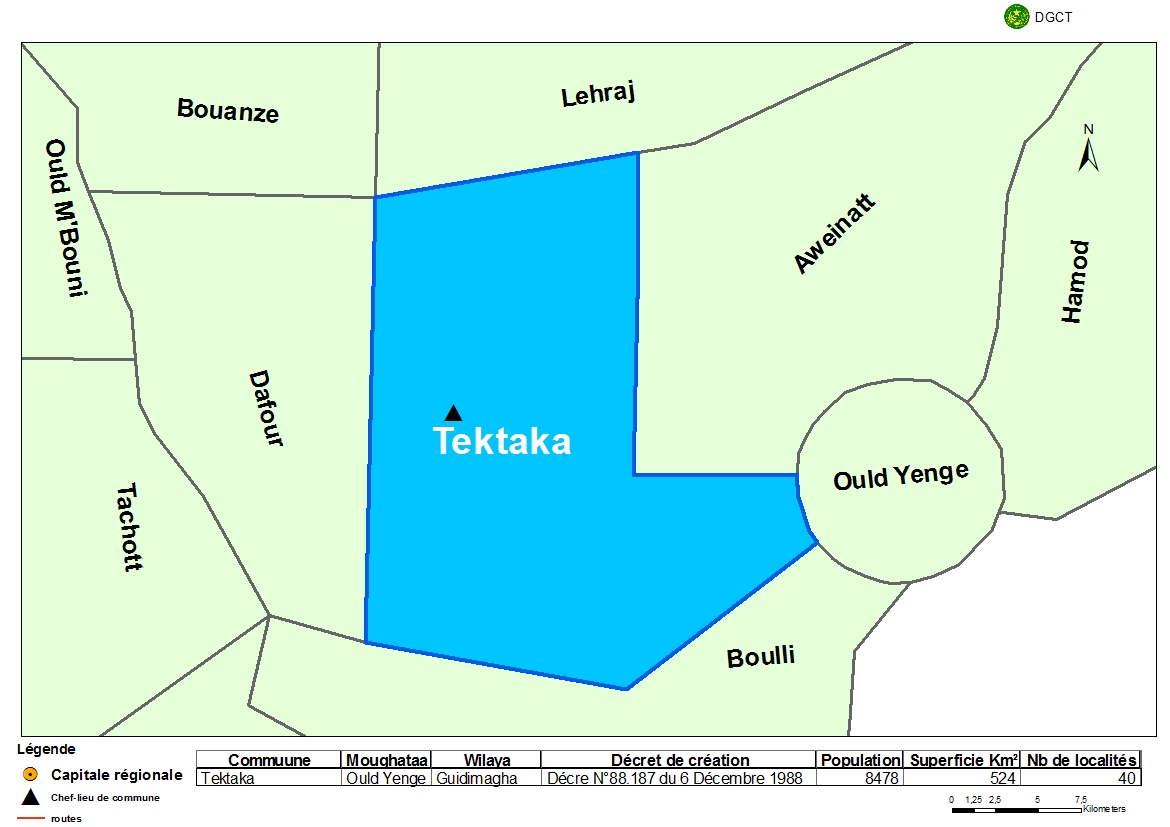 DGCT
Bouanze
Lehraj
N
Ould M'Bouni
Aweinatt
Hamod
Dafour
Tektaka
Ould Yenge
Tachott
Boulli
Légende
Capitale régionale
Chef-lieu de commune
routes
Commuune Moughataa Wilaya Décret de création Population Superficie Km² Nb de localités
Tektaka Ould Yenge Guidimagha Décre N°88.187 du 6 Décembre 1988 8478 524 40
0 1,25 2,5 5 7,5
Kilometers